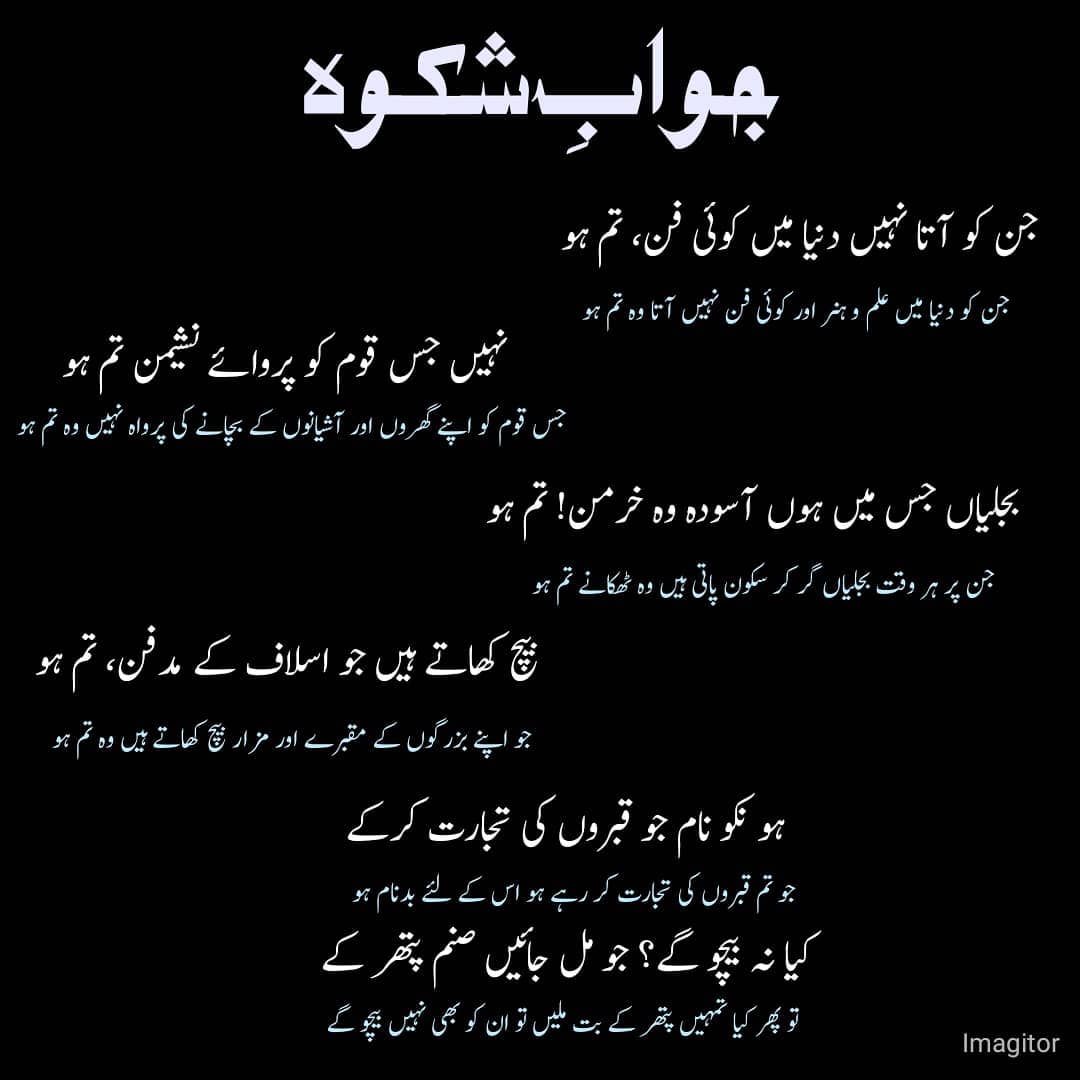 جوابِ شکوہ
جن کو آتا نہیں دنیا میں کوئی فن، تم ہو
جن کو دنیا میں علم و ہنر اور کوئی فن نہیں آتا وہ تم ہو
نہیں جس قوم کو پروائے نشیمن تم ہو
جس قوم کو اپنے گھروں اور آشیانوں کے بچانے کی پرواہ نہیں وہ تم ہو
بجلیاں جس میں ہوں آسودہ وہ خرمن! تم ہو
جن پر ہر وقت بجلیاں گر کر سکون پاتی ہیں وہ ٹھکانے تم ہو
بیچ کھاتے ہیں جو اسلاف کے مدفن، تم ہو
جو اپنے بزرگوں کے مقبرے اور مزار بیچ کھاتے ہیں وہ تم ہو
ہو نکو نام جو قبروں کی تجارت کرکے
جو تم قبروں کی تجارت کر رہے ہو اس کے لئے بدنام ہو
کیا نہ بیچو گے؟ جو مل جائیں صنم پتھر کے
تو پھر کیا تمہیں پتھر کے بت ملیں تو ان کو بھی نہیں بیچو گے
Imagitor